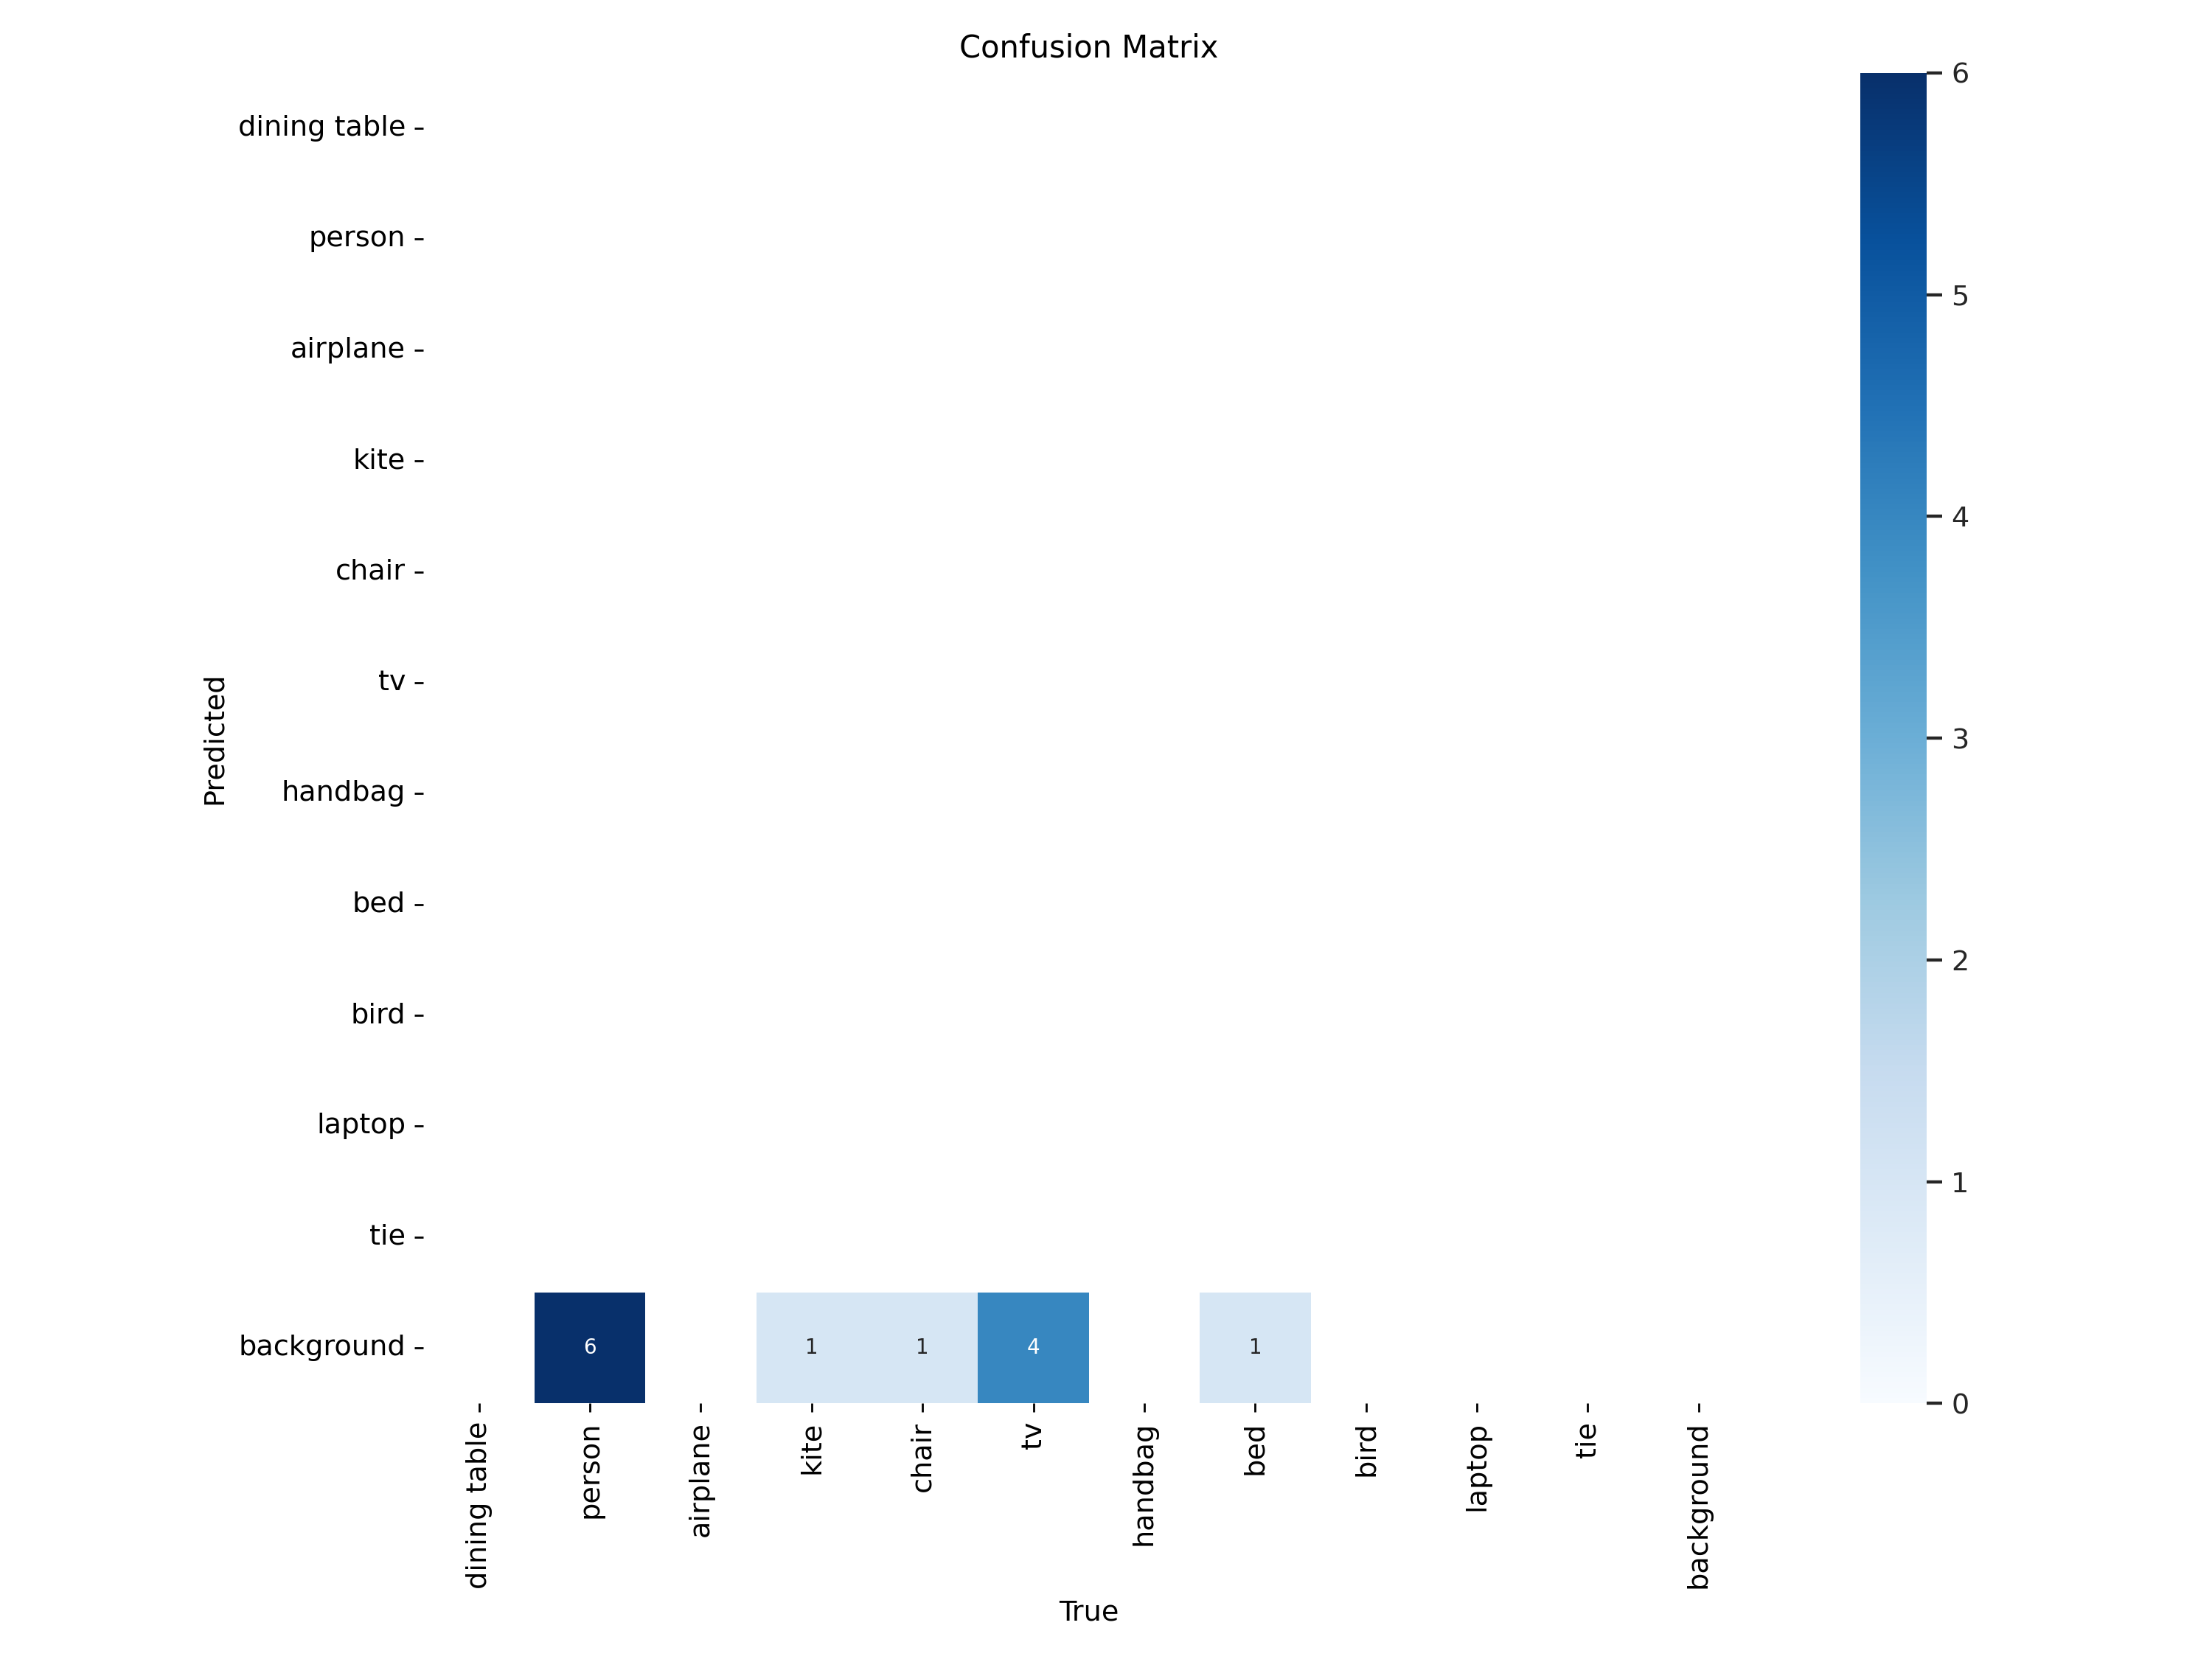 Confusion Matrix
dining table
person
airplane
kite
chair
tv
handbag
bed
bird
laptop
tie
background
Predicted
6
1
1
4
1
dining table
person
airplane
kite
chair
tv
handbag
bed
bird
laptop
tie
background
True
6
5
4
3
2
1
0